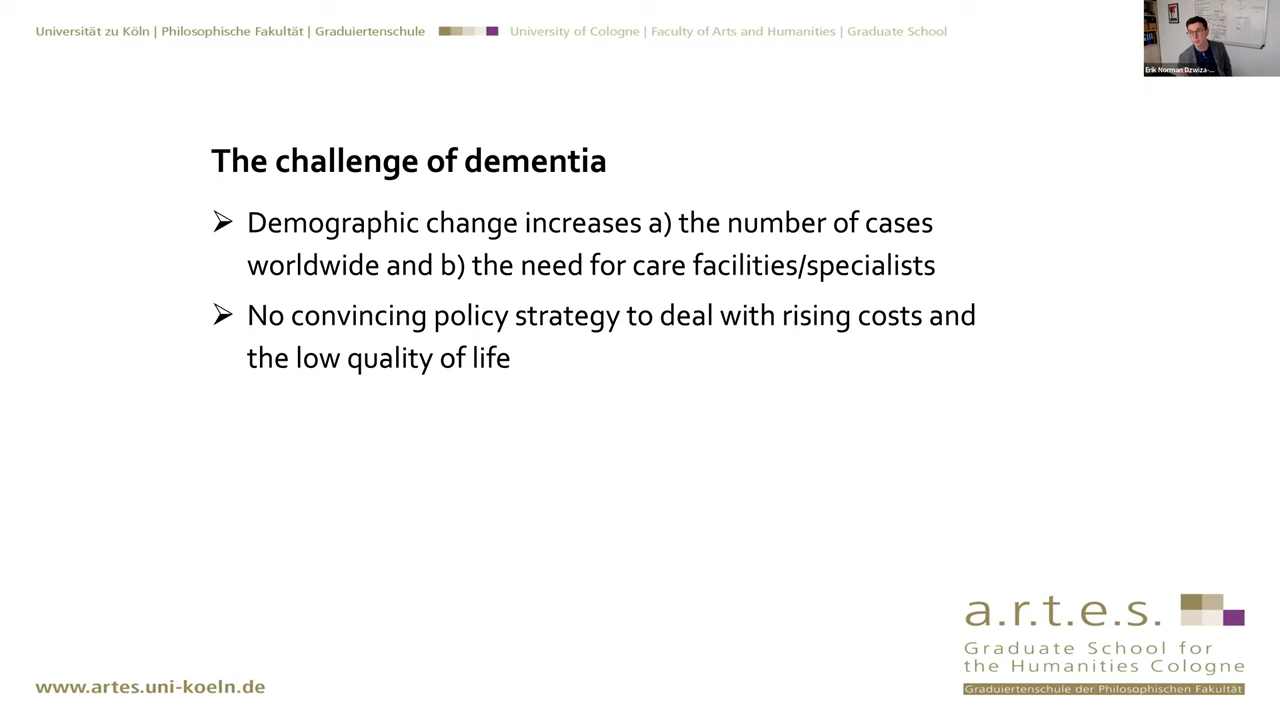 Universität zu Köln | Philosophische Fakultät | Graduiertenschule University of Cologne | Faculty of Arts and Humanities | Graduate School
Erik Norman Dzwiza-...
The challenge of dementia
➢ Demographic change increases a) the number of cases
worldwide and b) the need for care facilities/specialists
➢ No convincing policy strategy to deal with rising costs and
the low quality of life
a.r.t.e.s.
Graduate School for
the Humanities Cologne
Graduiertenschule der Philosophischen Fakultät
www.artes.uni-koeln.de